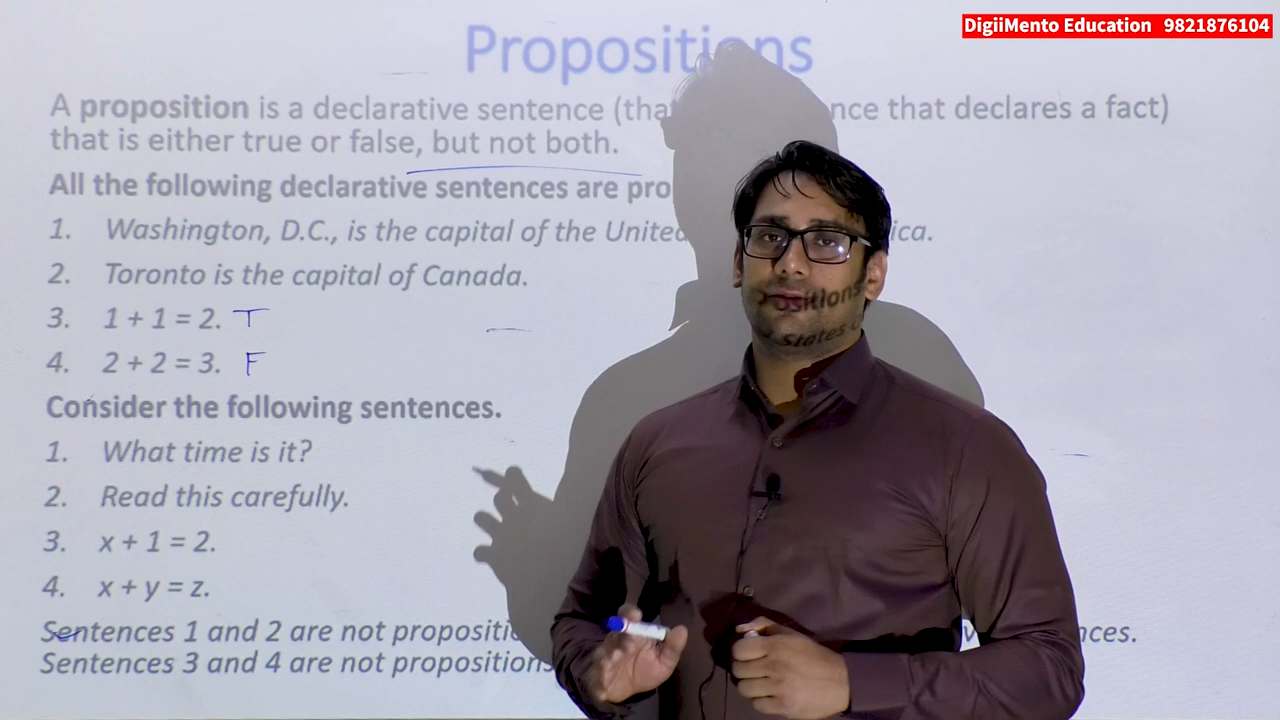 DigiiMento Education 9821876104
Propositions
A proposition is a declarative sentence (tha nce that declares a fact)
that is either true or false, but not both.
All the following declarative sentences are pro
1. Washington, D.C., is the capital of the United ica.
2. Toronto is the capital of Canada.
3. 1 + 1 = 2. T
4. 2 + 2 = 3. F
Consider the following sentences.
1. What time is it?
2. Read this carefully.
3. x + 1 = 2.
4. x + y = z.
Sentences 1 and 2 are not propositi nces.
Sentences 3 and 4 are not propositions
sitions
States